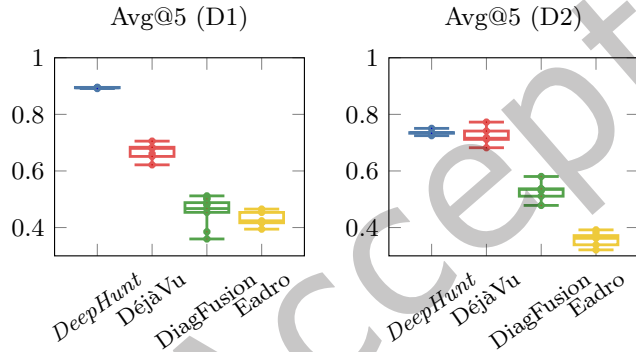 Avg@5 (D1)
1
0.8
0.6
0.4
DeepHunt
DéjàVu
DiagFusion
Eadro
Avg@5 (D2)
1
0.8
0.6
0.4
DeepHunt
DéjàVu
DiagFusion
Eadro
Accept